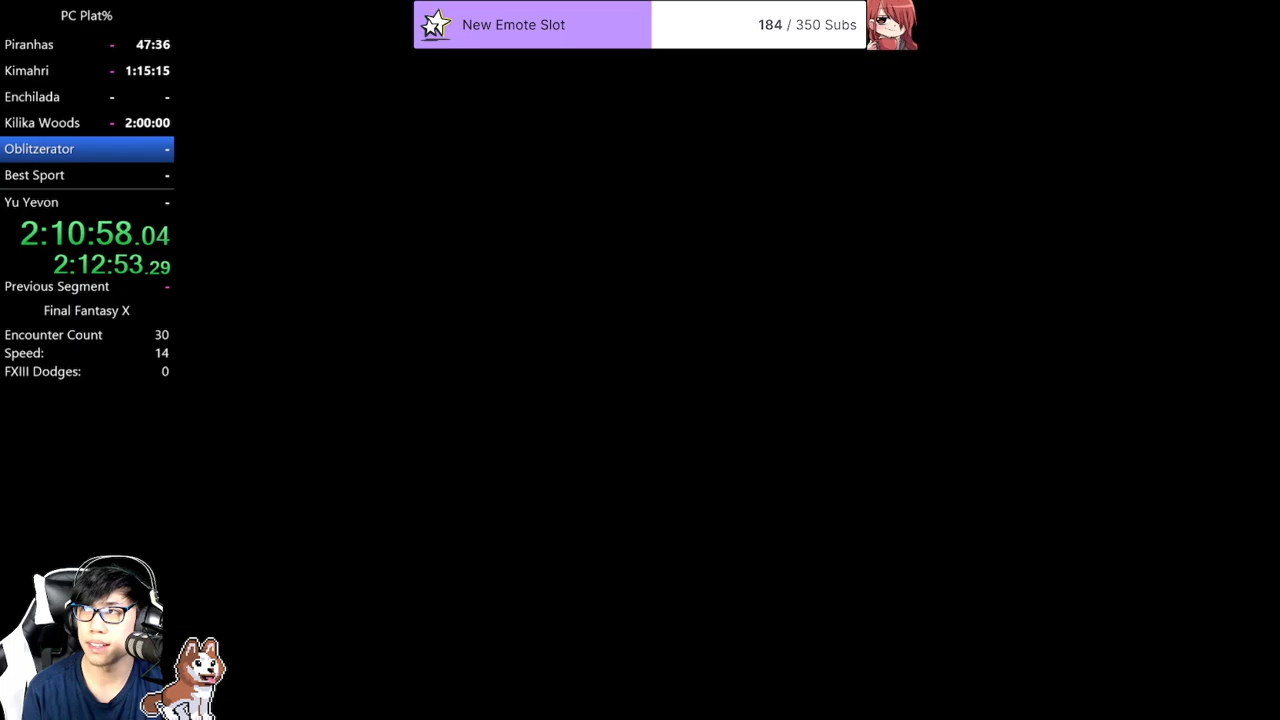 PC Plat%
Piranhas - 47:36
Kimahri - 1:15:15
Enchilada - -
Kilika Woods - 2:00:00
Oblitzerator -
Best Sport -
Yu Yevon -
2:10:58.04
2:12:53.29
Previous Segment -
Final Fantasy X
Encounter Count 30
Speed: 14
FXIII Dodges: 0
New Emote Slot 184 / 350 Subs